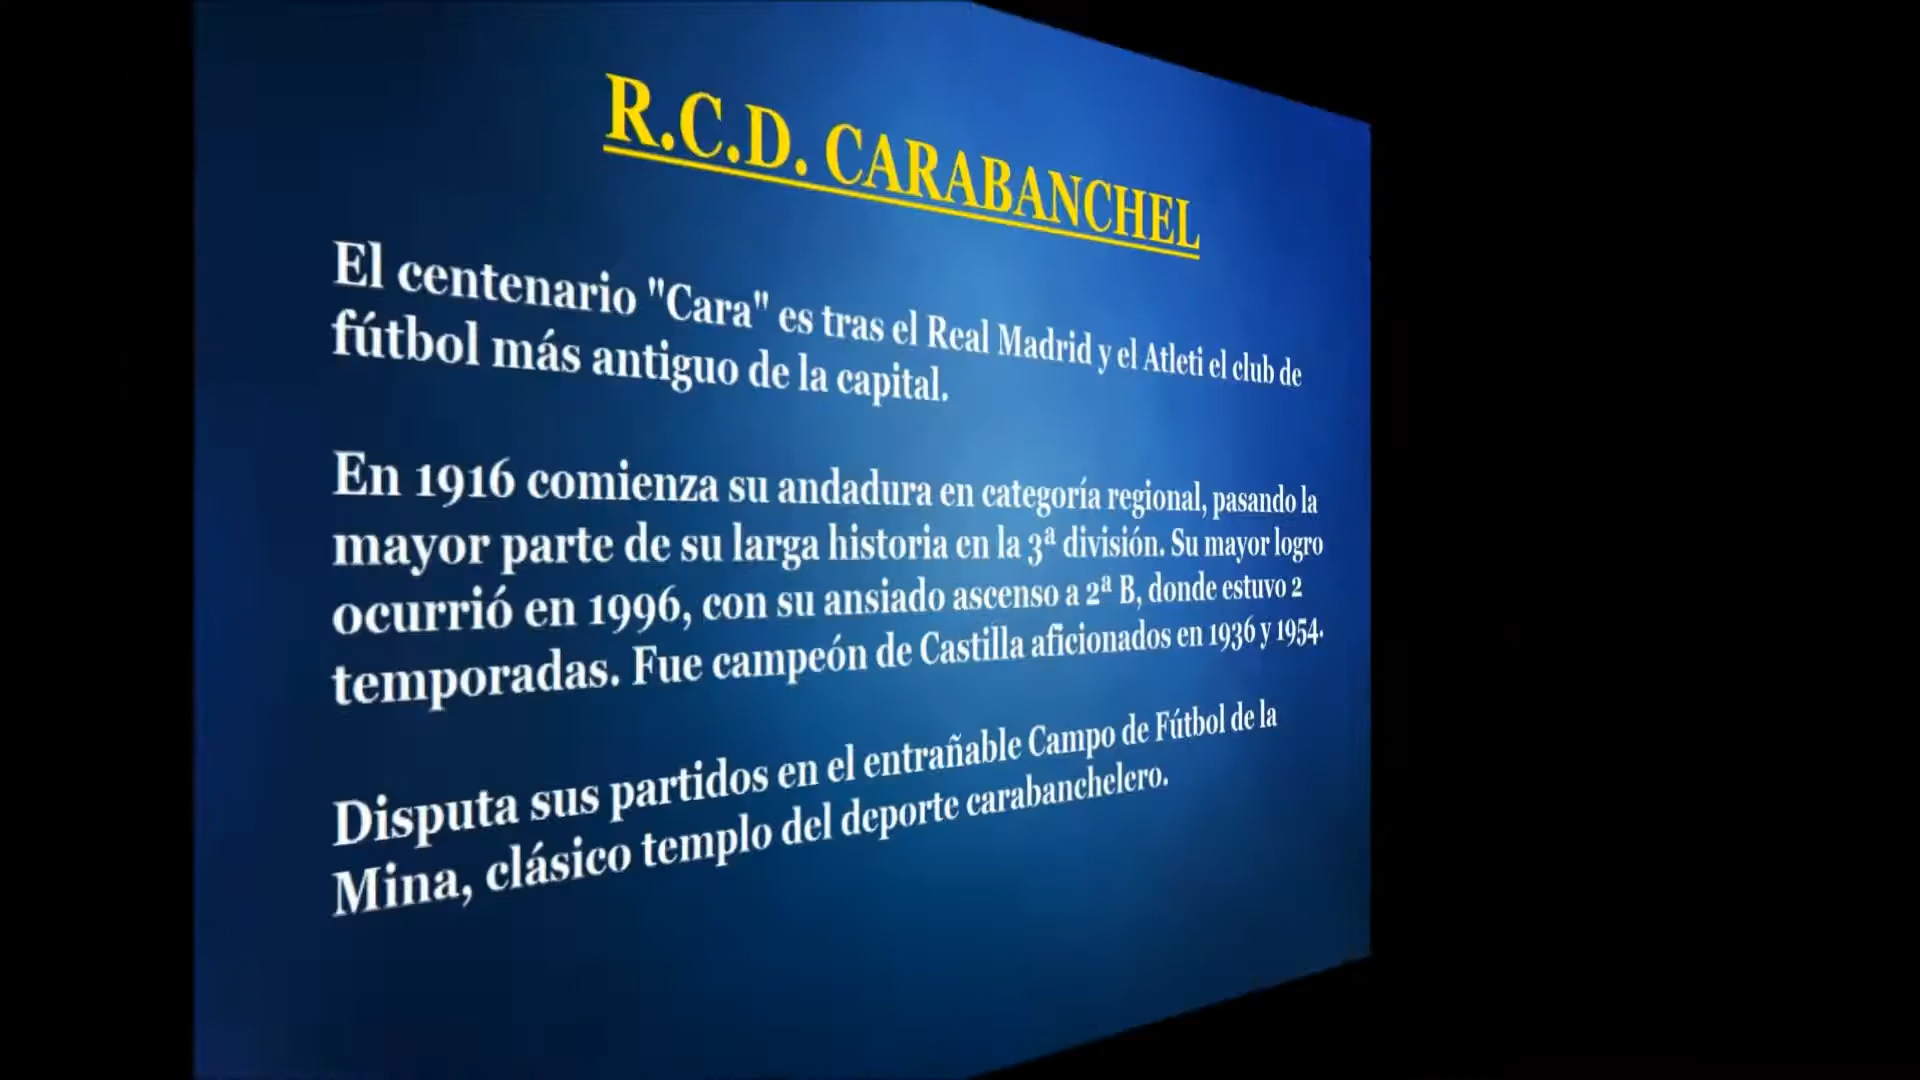 R.C.D. CARABANCHEL
El centenario "Cara" es tras el Real Madrid y el Atleti el club de
fútbol más antiguo de la capital.
En 1916 comienza su andadura en categoría regional, pasando la
mayor parte de su larga historia en la 3ª división. Su mayor logro
ocurrió en 1996, con su ansiado ascenso a 2ª B, donde estuvo 2
temporadas. Fue campeón de Castilla aficionados en 1936 y 1954.
Disputa sus partidos en el entrañable Campo de Fútbol de la
Mina, clásico templo del deporte carabanchelero.